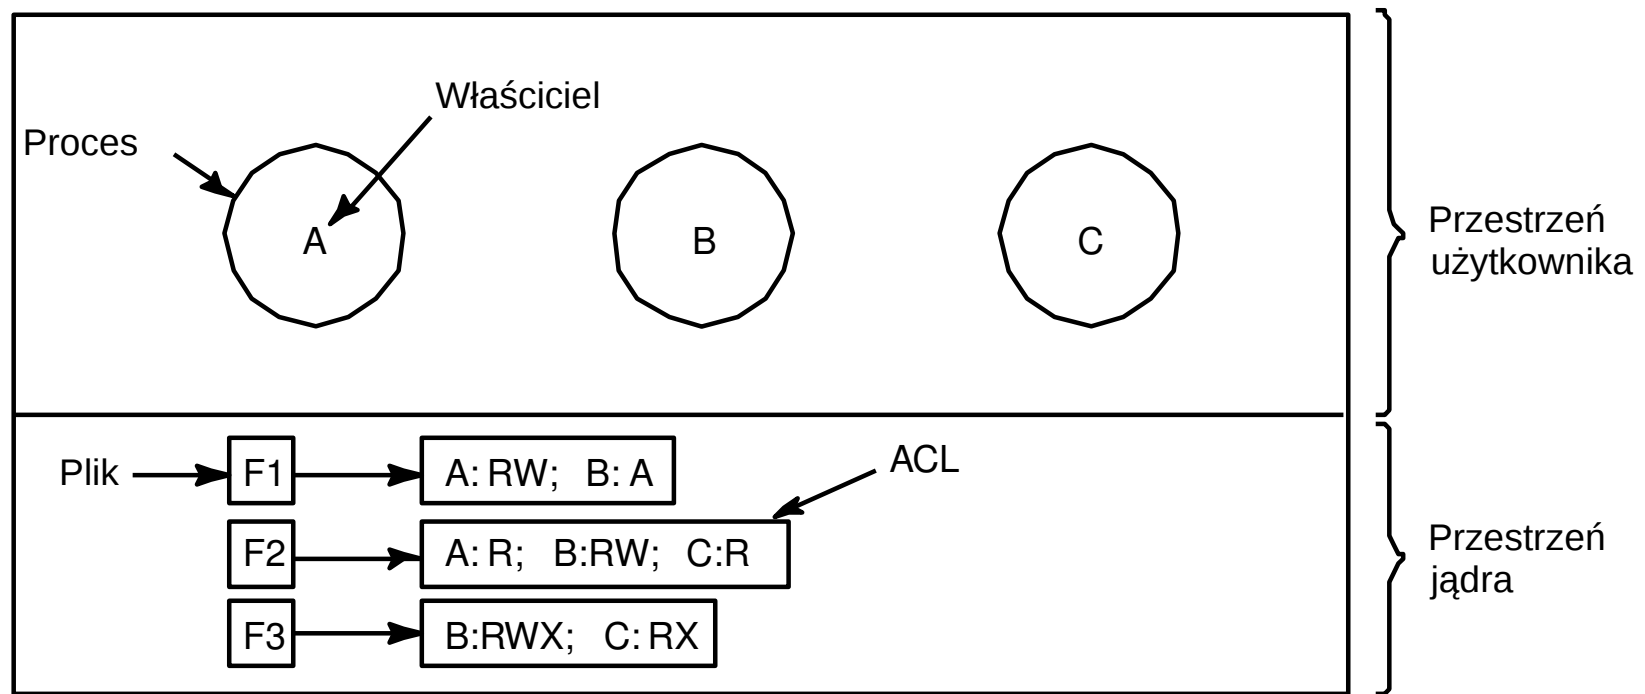 Właściciel
Proces
A
B
C
Przestrzeń
użytkownika
Plik
F1
A: RW; B: A
ACL
F2
A: R; B:RW; C:R
F3
B:RWX; C: RX
Przestrzeń
jądra